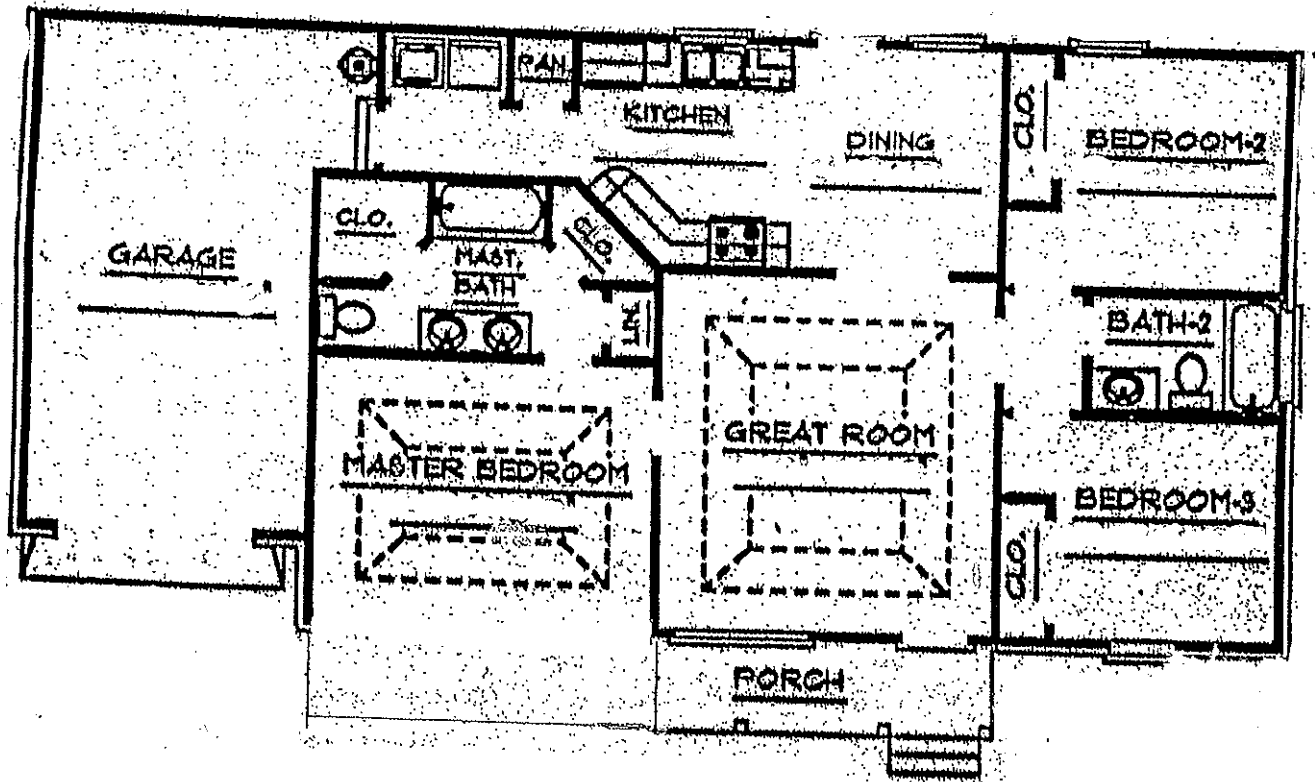 PAN.
KITCHEN
DINING
CLO.
BEDROOM-2
CLO.
CLO.
GARAGE
MAST.
BATH
LIN.
BATH-2
GREAT ROOM
MASTER BEDROOM
BEDROOM-3
CLO.
PORCH